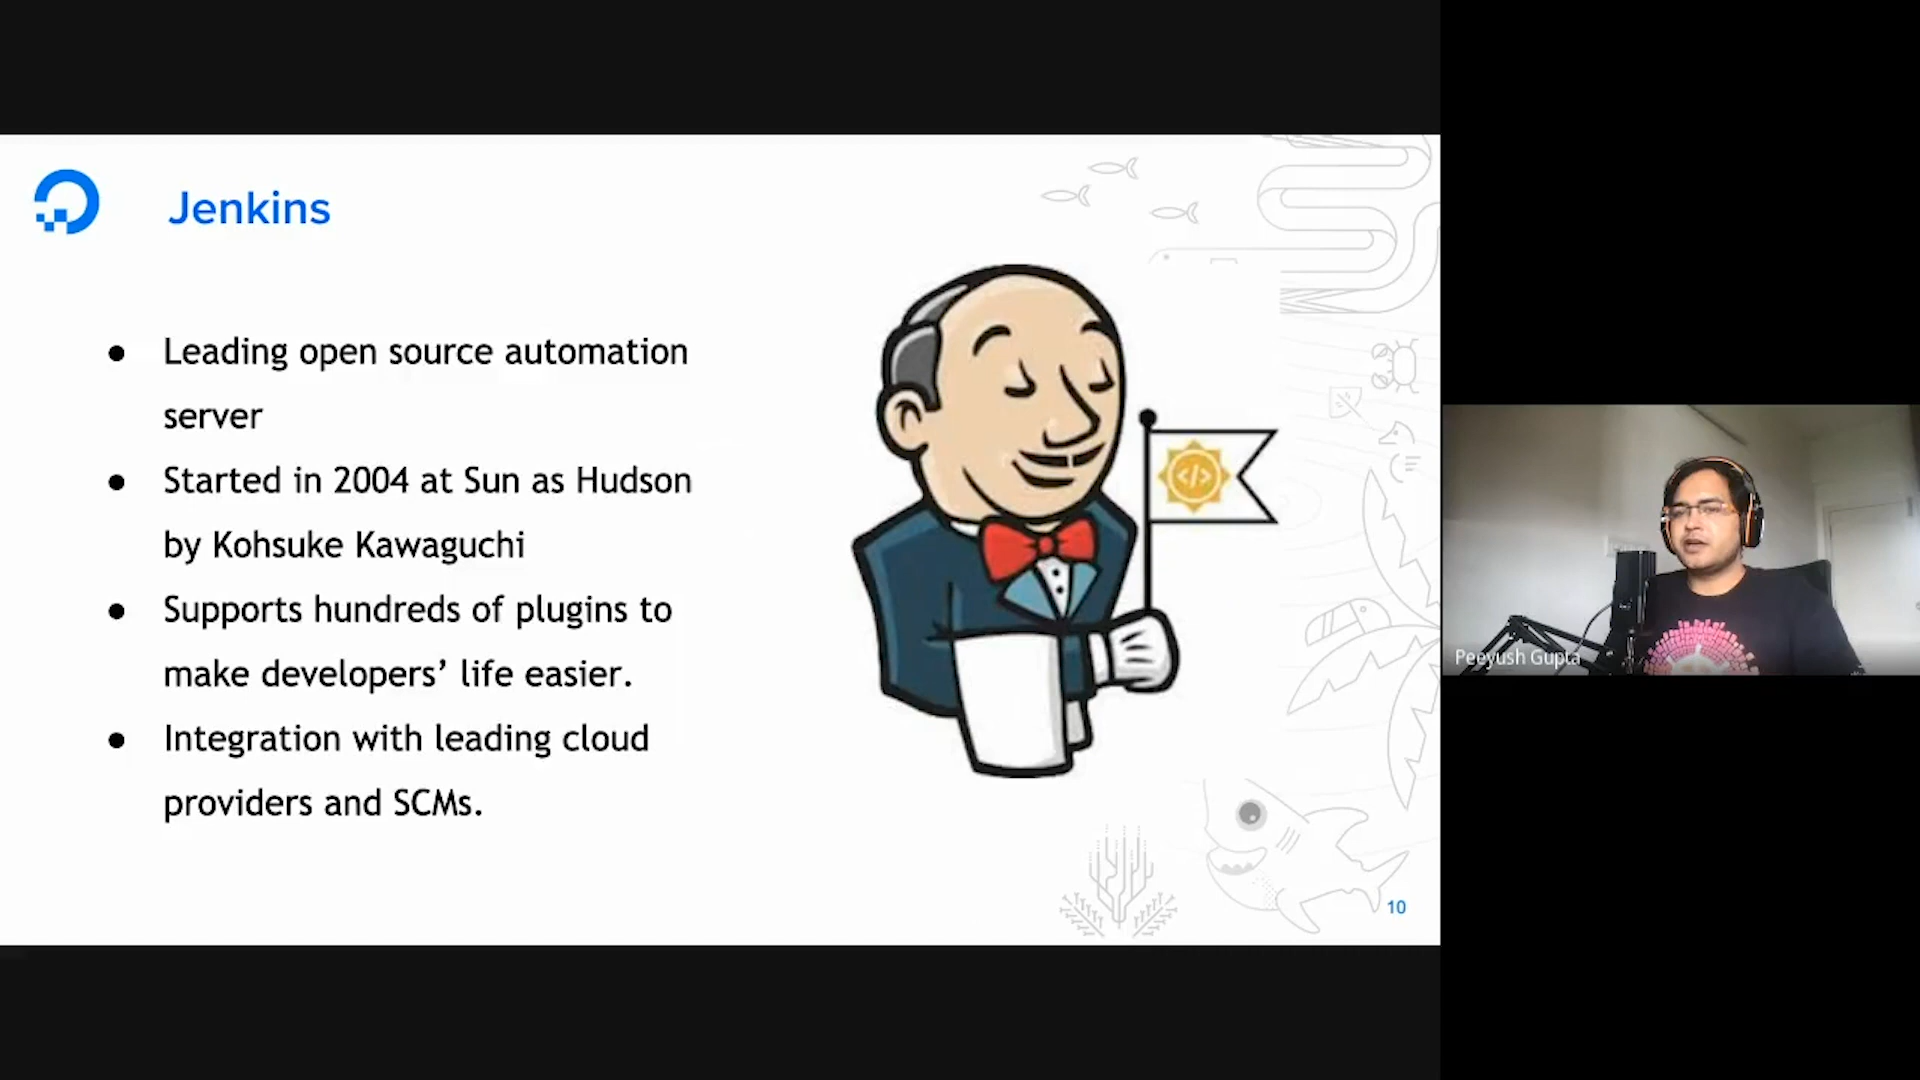 Jenkins
● Leading open source automation
server
● Started in 2004 at Sun as Hudson
by Kohsuke Kawaguchi
● Supports hundreds of plugins to
make developers’ life easier.
● Integration with leading cloud
providers and SCMs.
</>
10
Peeyush Gupta